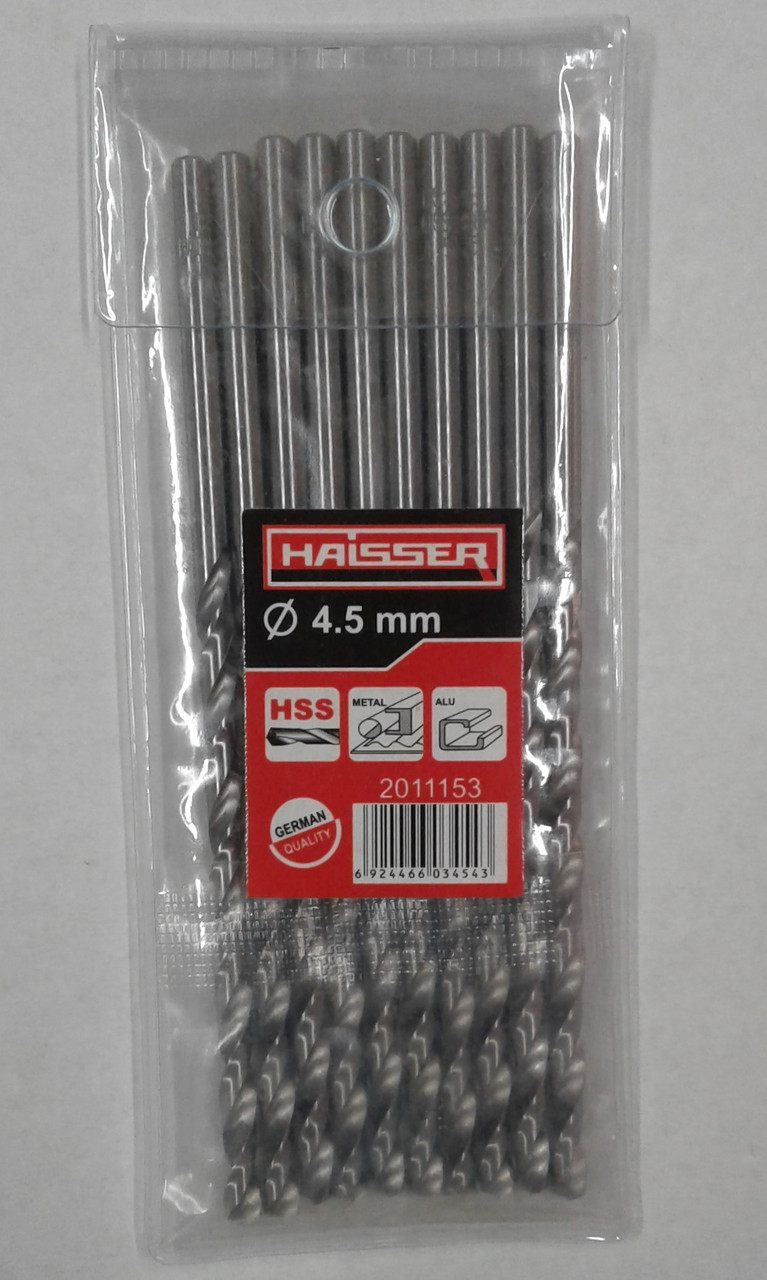 HAISSER
Ø 4.5 mm
HSS
METAL
ALU
2011153
GERMAN
QUALITY
6 924466 034543